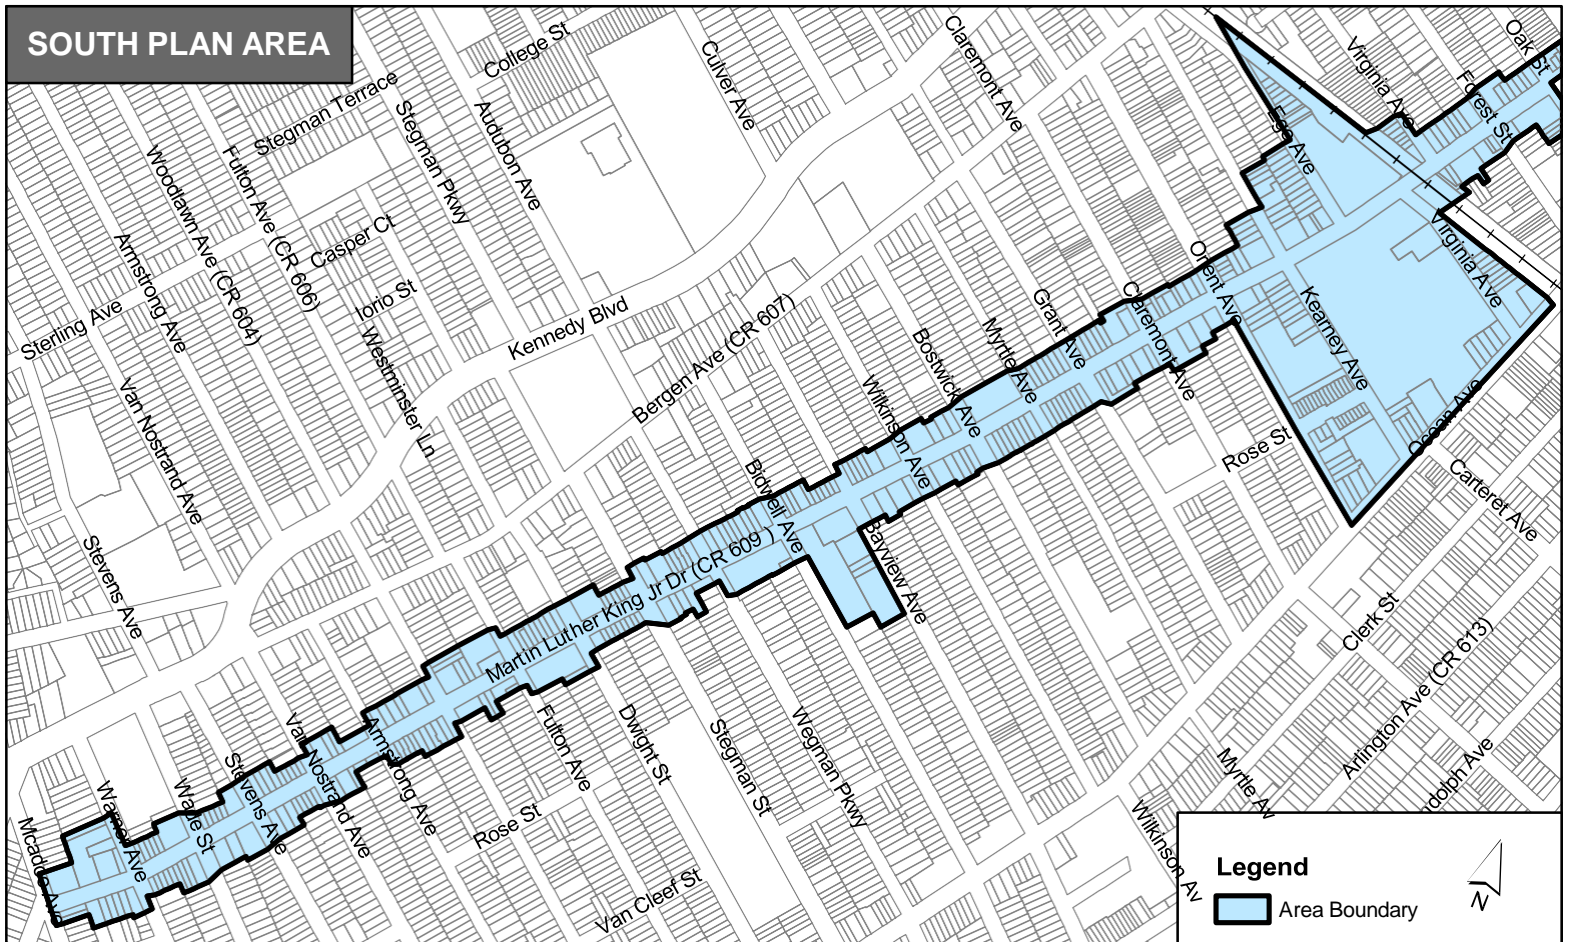 SOUTH PLAN AREA
College St
Culver Ave
Claremont Ave
Virginia Ave
Oak St
Forest St
Stegman Terrace
Stegman Pkwy
Audubon Ave
Ege Ave
Woodlawn Ave (CR 604)
Fulton Ave (CR 606)
Casper Ct
Iorio St
Armstrong Ave
Sterling Ave
Westminster Ln
Kennedy Blvd
Bergen Ave (CR 607)
Orient Ave
Virginia Ave
Kearney Ave
Claremont Ave
Grant Ave
Myrtle Ave
Bostwick Ave
Wilkinson Ave
Van Nostrand Ave
Ocean Ave
Rose St
Carteret Ave
Bidwell Ave
Bayview Ave
Stevens Ave
Martin Luther King Jr Dr (CR 609 )
Clerk St
Arlington Ave (CR 613)
Van Nostrand Ave
Armstrong Ave
Fulton Ave
Dwight St
Stegman St
Wegman Pkwy
Stevens Ave
Wade St
Warner Ave
Mcadoo Ave
Rose St
Van Cleef St
Myrtle Av
Wilkinson Av
dolph Ave
Legend
Area Boundary
N